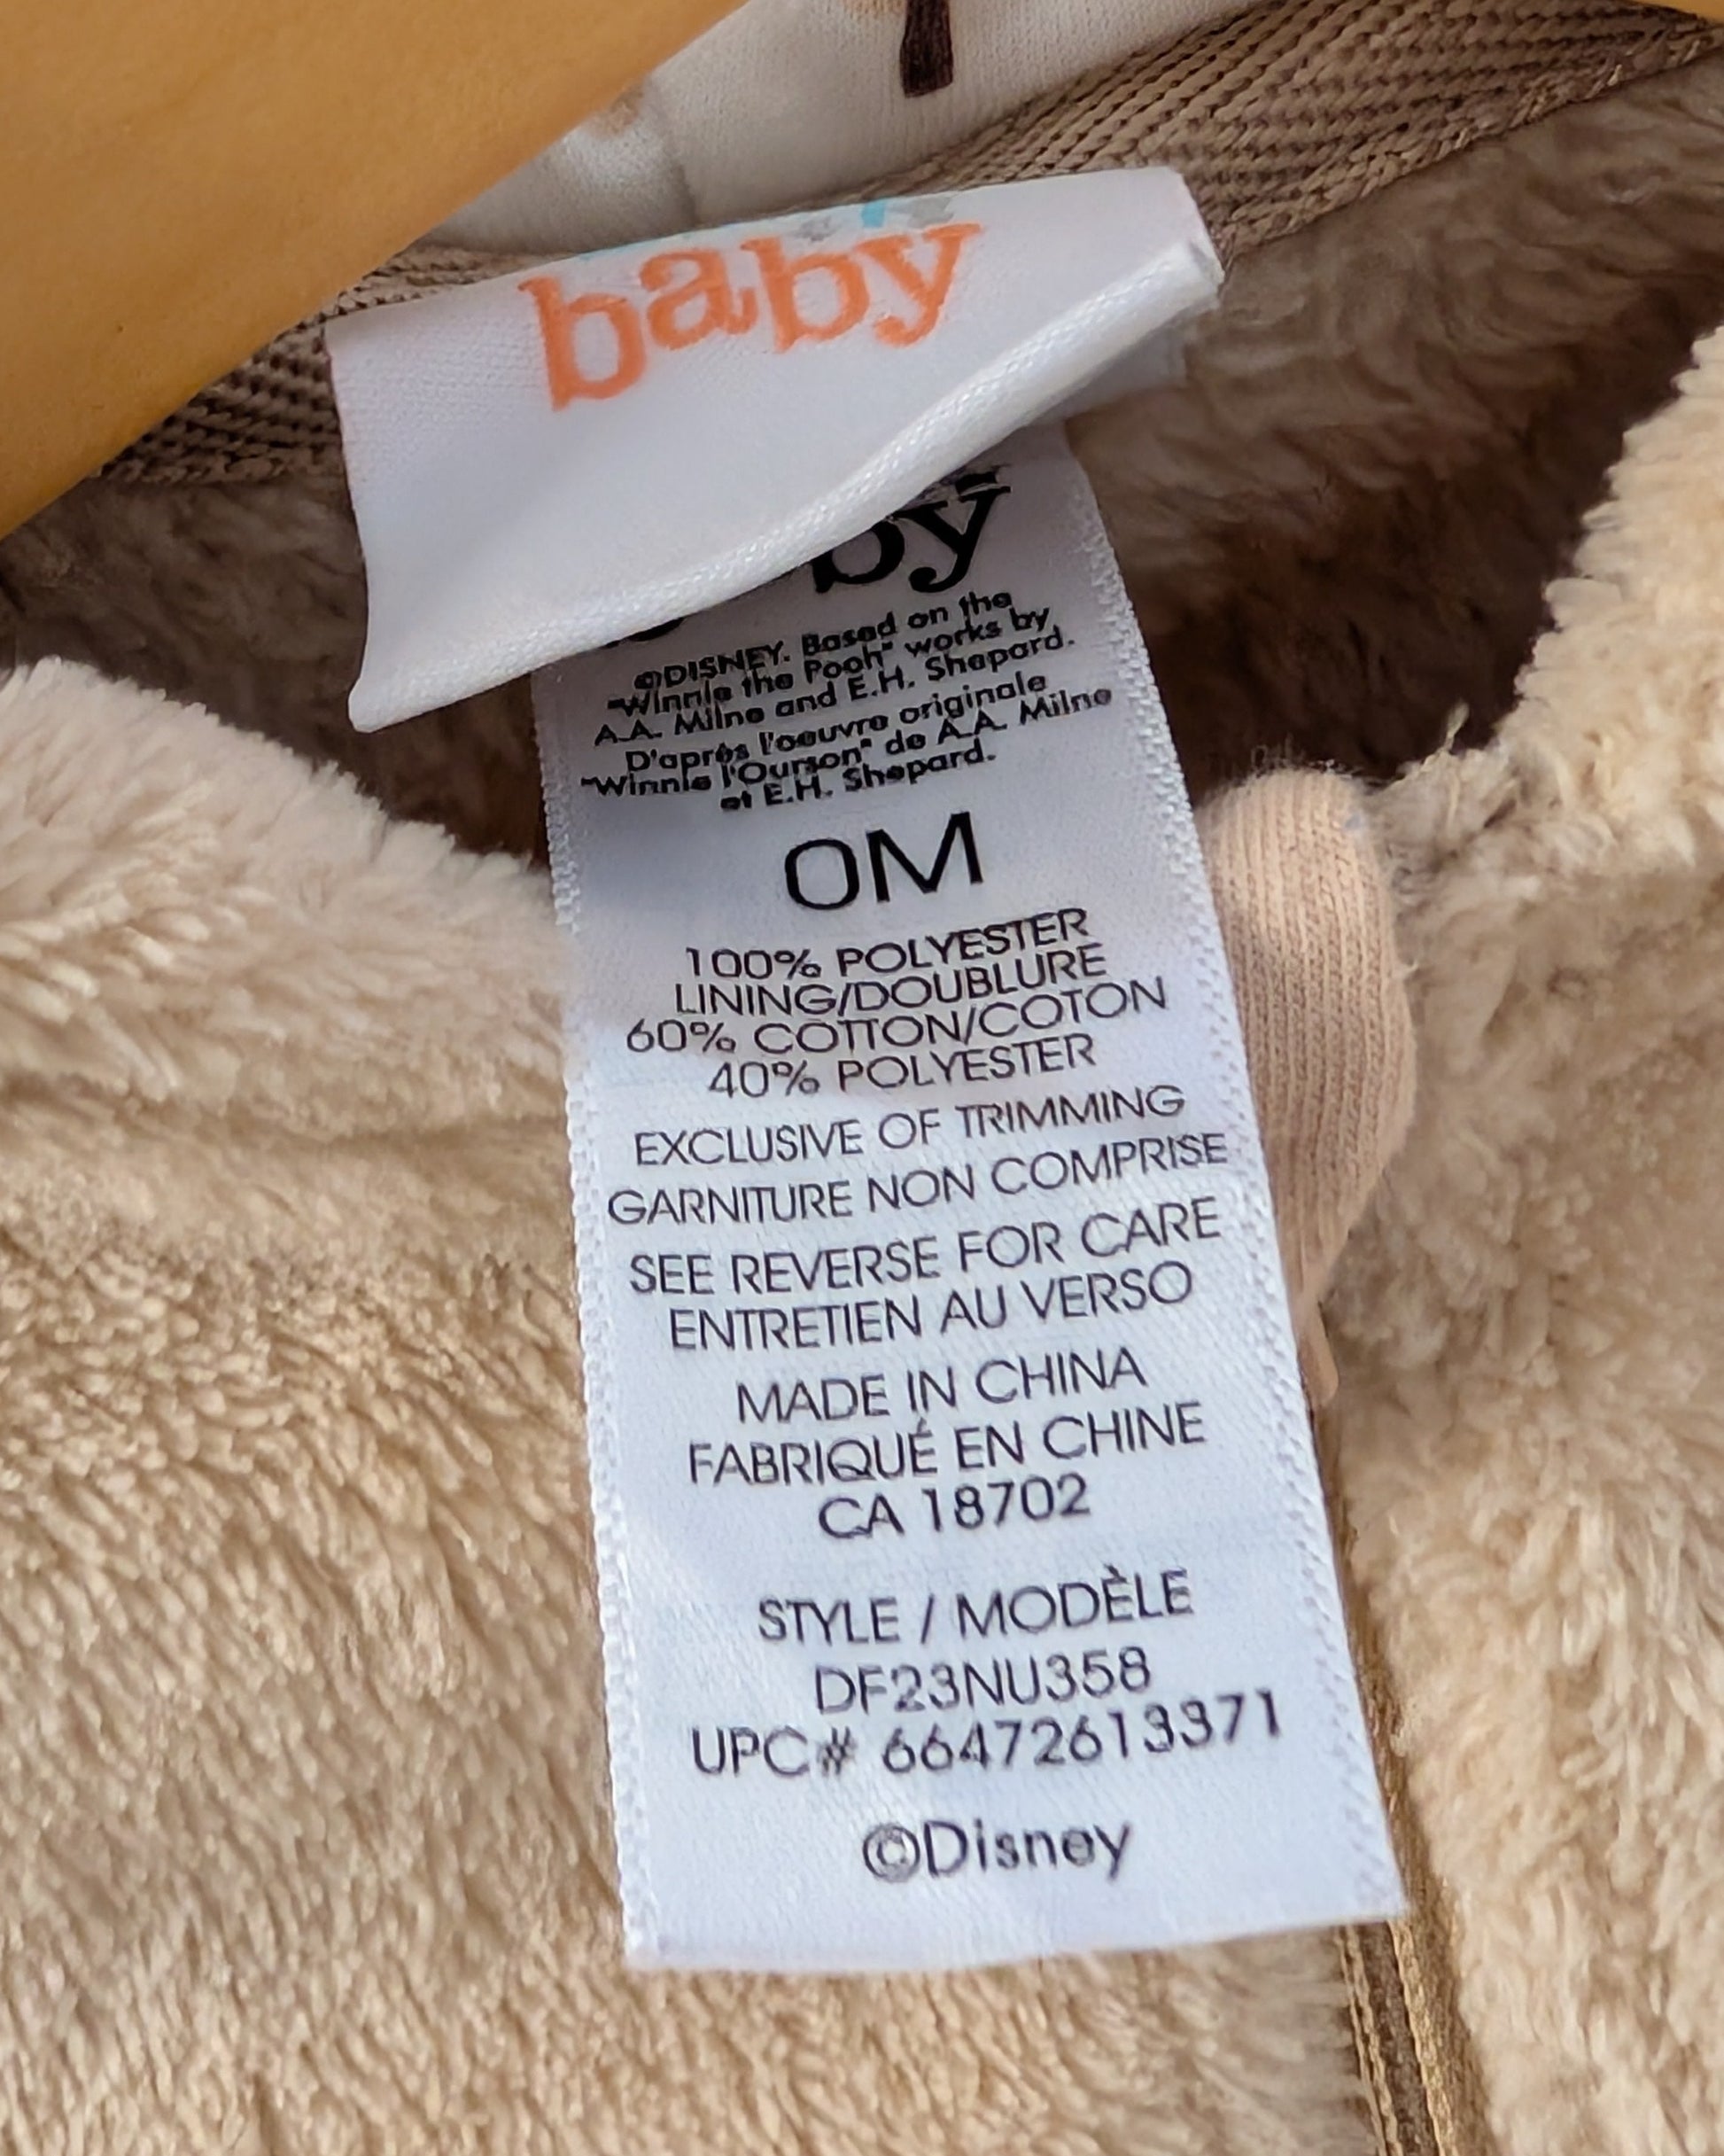 baby
by
©DISNEY. Based on the
"Winnie the Pooh" works by
A.A. Milne and E.H. Shepard.
D'après l'oeuvre originale
"Winnie l'Ourson" de A.A. Milne
et E.H. Shepard.
0M
100% POLYESTER
LINING/DOUBLURE
60% COTTON/COTON
40% POLYESTER
EXCLUSIVE OF TRIMMING
GARNITURE NON COMPRISE
SEE REVERSE FOR CARE
ENTRETIEN AU VERSO
MADE IN CHINA
FABRIQUÉ EN CHINE
CA 18702
STYLE / MODÈLE
DF23NU358
UPC# 66472613371
©Disney